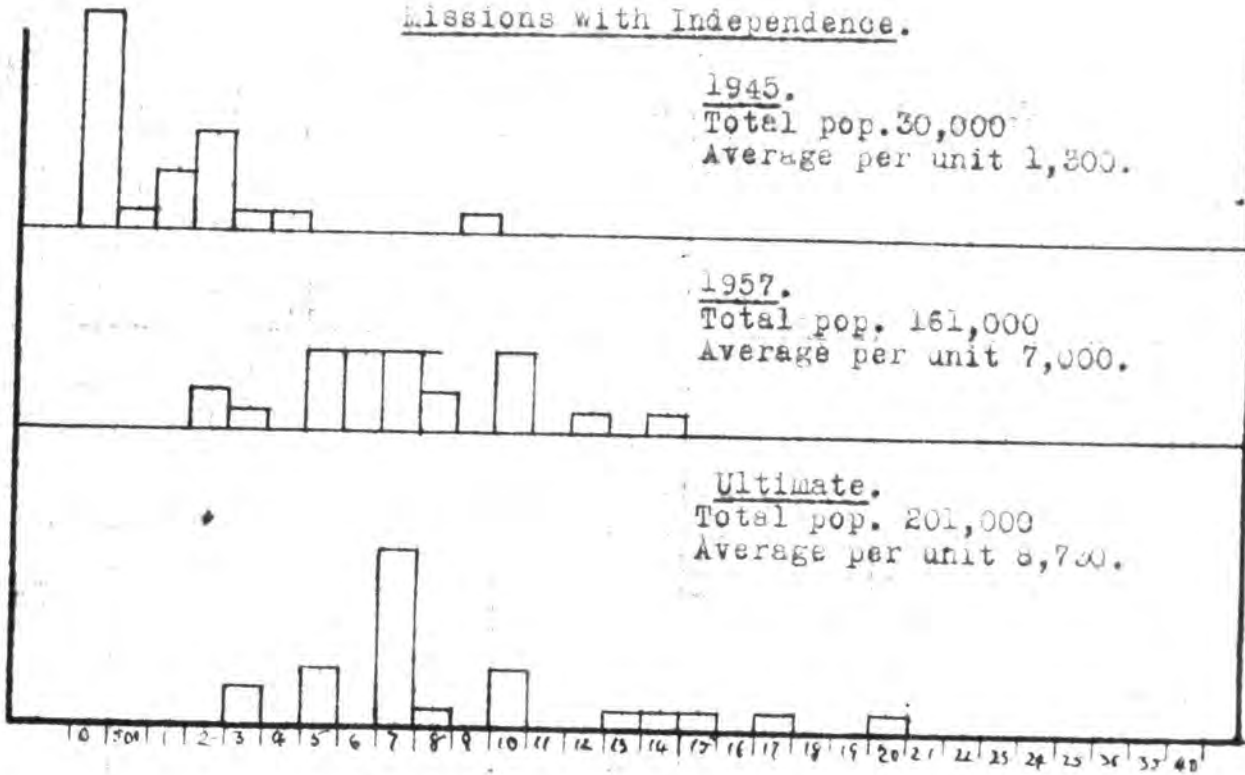 Missions with Independence.
1945.
Total pop.30,000
Average per unit 1,300.
1957.
Total pop. 161,000
Average per unit 7,000.
Ultimate.
Total pop. 201,000
Average per unit 8,730.
0 500 1 2 3 4 5 6 7 8 9 10 11 12 13 14 15 16 17 18 19 20 21 22 23 24 25 35 40